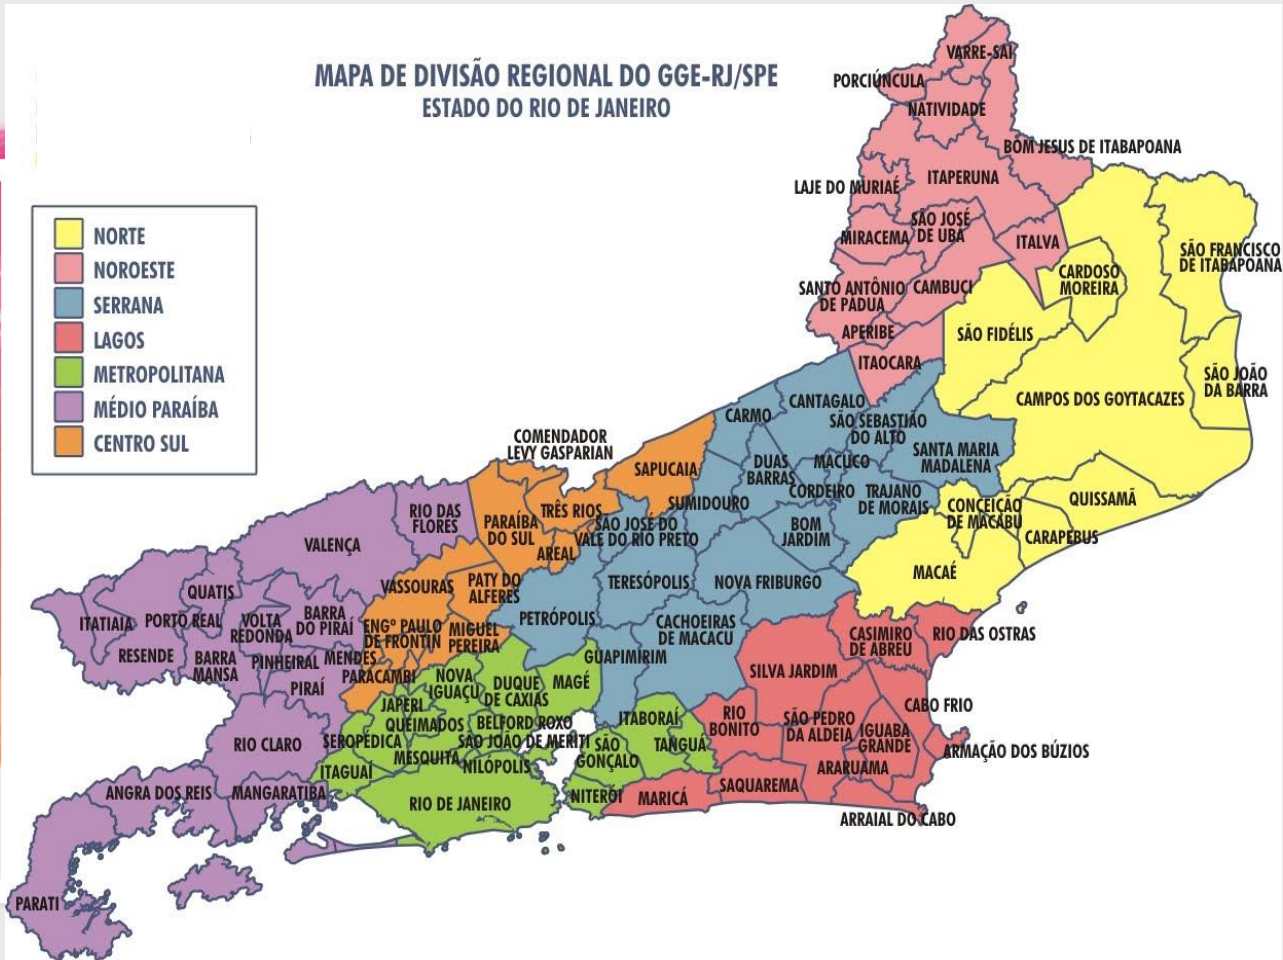 MAPA DE DIVISÃO REGIONAL DO GGE-RJ/SPE
ESTADO DO RIO DE JANEIRO
NORTE
NOROESTE
SERRANA
LAGOS
METROPOLITANA
MÉDIO PARAÍBA
CENTRO SUL
VARRE-SAI
PORCIÚNCULA
NATIVIDADE
BOM JESUS DE ITABAPOANA
LAJE DO MURIAÉ
ITAPERUNA
SÃO JOSÉ
DE UBÁ
MIRACEMA
ITALVA
SÃO FRANCISCO
DE ITABAPOANA
CARDOSO
MOREIRA
SANTO ANTÔNIO
DE PÁDUA
CAMBUCI
APERIBE
SÃO FIDÉLIS
ITAOCARA
SÃO JOÃO
DA BARRA
CAMPOS DOS GOYTACAZES
CANTAGALO
CARMO
SÃO SEBASTIÃO
DO ALTO
SANTA MARIA
MADALENA
COMENDADOR
LEVY GASPARIAN
SAPUCAIA
DUAS
BARRAS
MACUCO
CORDEIRO
TRAJANO
DE MORAIS
CONCEIÇÃO
DE MACABU
QUISSAMÃ
CARAPEBUS
SUMIDOURO
RIO DAS
FLORES
PARAÍBA
DO SUL
TRÊS RIOS
SÃO JOSÉ DO
VALE DO RIO PRETO
BOM
JARDIM
AREAL
VALENÇA
MACAÉ
VASSOURAS
PATY DO
ALFERES
TERESÓPOLIS
NOVA FRIBURGO
QUATIS
ITATIAIA
PORTO REAL
VOLTA
REDONDA
BARRA
DO PIRAÍ
ENGº PAULO
DE FRONTIN
MIGUEL
PEREIRA
PETRÓPOLIS
CACHOEIRAS
DE MACACU
CASIMIRO
DE ABREU
RIO DAS OSTRAS
RESENDE
BARRA
MANSA
PINHEIRAL
MENDES
GUAPIMIRIM
PIRAÍ
PARACAMBI
NOVA
IGUAÇU
DUQUE
DE CAXIAS
MAGÉ
SILVA JARDIM
JAPERI
QUEIMADOS
BELFORD ROXO
ITABORAÍ
RIO
BONITO
SÃO PEDRO
DA ALDEIA
CABO FRIO
IGUABA
GRANDE
RIO CLARO
SEROPÉDICA
SÃO JOÃO DE MERITI
SÃO
GONÇALO
TANGUÁ
ARMAÇÃO DOS BÚZIOS
MESQUITA
NILÓPOLIS
ITAGUAÍ
ARARUAMA
ANGRA DOS REIS
MANGARATIBA
RIO DE JANEIRO
NITERÓI
MARICÁ
SAQUAREMA
ARRAIAL DO CABO
PARATI